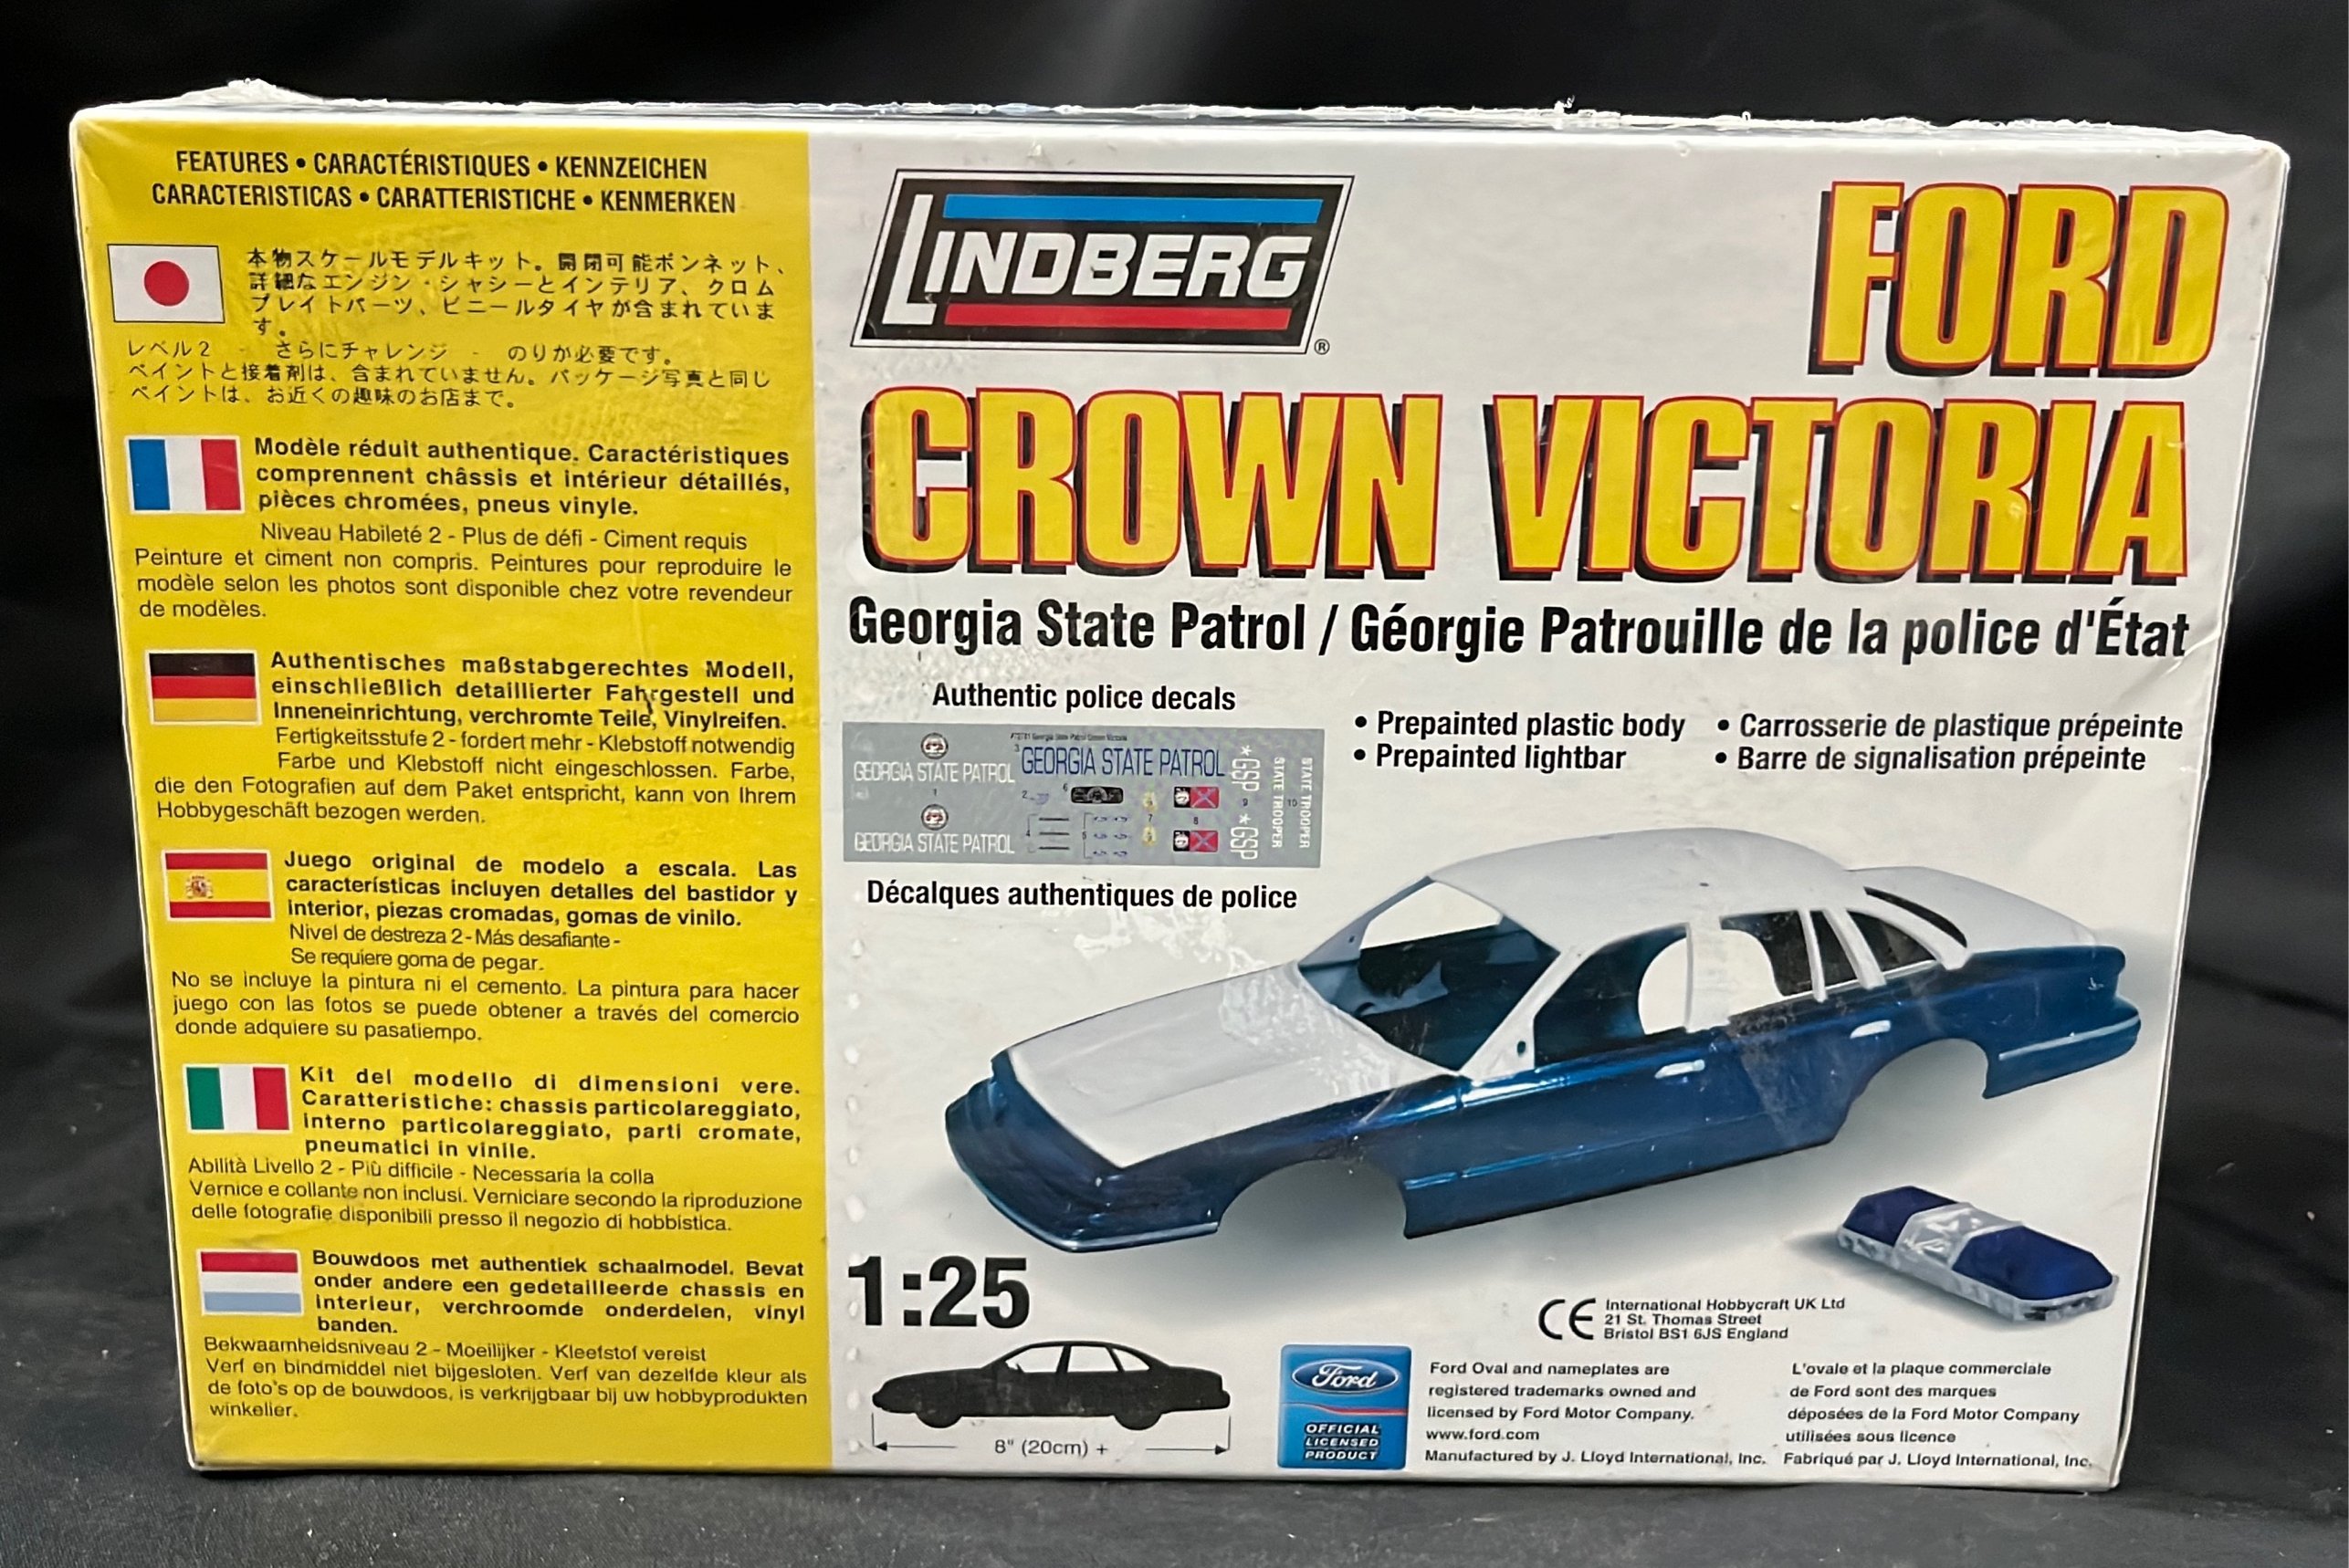 FEATURES • CARACTÉRISTIQUES • KENNZEICHEN
CARACTERISTICAS • CARATTERISTICHE • KENMERKEN
本物スケールモデルキット。開閉可能ボンネット、
詳細なエンジン・シャシーとインテリア、クロム
プレイトパーツ、ビニールタイヤが含まれていま
す。
レベル2 - さらにチャレンジ - のりが必要です。
ペイントと接着剤は、含まれていません。パッケージ写真と同じ
ペイントは、お近くの趣味のお店まで。
Modèle réduit authentique. Caractéristiques
comprennent châssis et intérieur détaillés,
pièces chromées, pneus vinyle.
Niveau Habileté 2 - Plus de défi - Ciment requis
Peinture et ciment non compris. Peintures pour reproduire le
modèle selon les photos sont disponible chez votre revendeur
de modèles.
Authentisches maßstabgerechtes Modell,
einschließlich detaillierter Fahrgestell und
Inneneinrichtung, verchromte Teile, Vinylreifen.
Fertigkeitsstufe 2 - fordert mehr - Klebstoff notwendig
Farbe und Klebstoff nicht eingeschlossen. Farbe,
die den Fotografien auf dem Paket entspricht, kann von Ihrem
Hobbygeschäft bezogen werden.
Juego original de modelo a escala. Las
características incluyen detalles del bastidor y
interior, piezas cromadas, gomas de vinilo.
Nivel de destreza 2 - Más desafiante -
Se requiere goma de pegar.
No se incluye la pintura ni el cemento. La pintura para hacer
juego con las fotos se puede obtener a través del comercio
donde adquiere su pasatiempo.
Kit del modello di dimensioni vere.
Caratteristiche: chassis particolareggiato,
interno particolareggiato, parti cromate,
pneumatici in vinile.
Abilità Livello 2 - Più difficile - Necessaria la colla
Vernice e collante non inclusi. Verniciare secondo la riproduzione
delle fotografie disponibili presso il negozio di hobbistica.
Bouwdoos met authentiek schaalmodel. Bevat
onder andere een gedetailleerde chassis en
interieur, verchroomde onderdelen, vinyl
banden.
Bekwaamheidsniveau 2 - Moeilijker - Kleefstof vereist
Verf en bindmiddel niet bijgesloten. Verf van dezelfde kleur als
de foto's op de bouwdoos, is verkrijgbaar bij uw hobbyprodukten
winkelier.
LINDBERG®
FORD
CROWN VICTORIA
Georgia State Patrol / Géorgie Patrouille de la police d'État
Authentic police decals
GEORGIA STATE PATROL
GEORGIA STATE PATROL
GEORGIA STATE PATROL
GSP
GSP
STATE TROOPER
STATE TROOPER
Décalques authentiques de police
• Prepainted plastic body
• Prepainted lightbar
• Carrosserie de plastique prépeinte
• Barre de signalisation prépeinte
1:25
8" (20cm) +
CE
International Hobbycraft UK Ltd
21 St. Thomas Street
Bristol BS1 6JS England
Ford
OFFICIAL
LICENSED
PRODUCT
Ford Oval and nameplates are
registered trademarks owned and
licensed by Ford Motor Company.
www.ford.com
Manufactured by J. Lloyd International, Inc.
L'ovale et la plaque commerciale
de Ford sont des marques
déposées de la Ford Motor Company
utilisées sous licence
Fabriqué par J. Lloyd International, Inc.